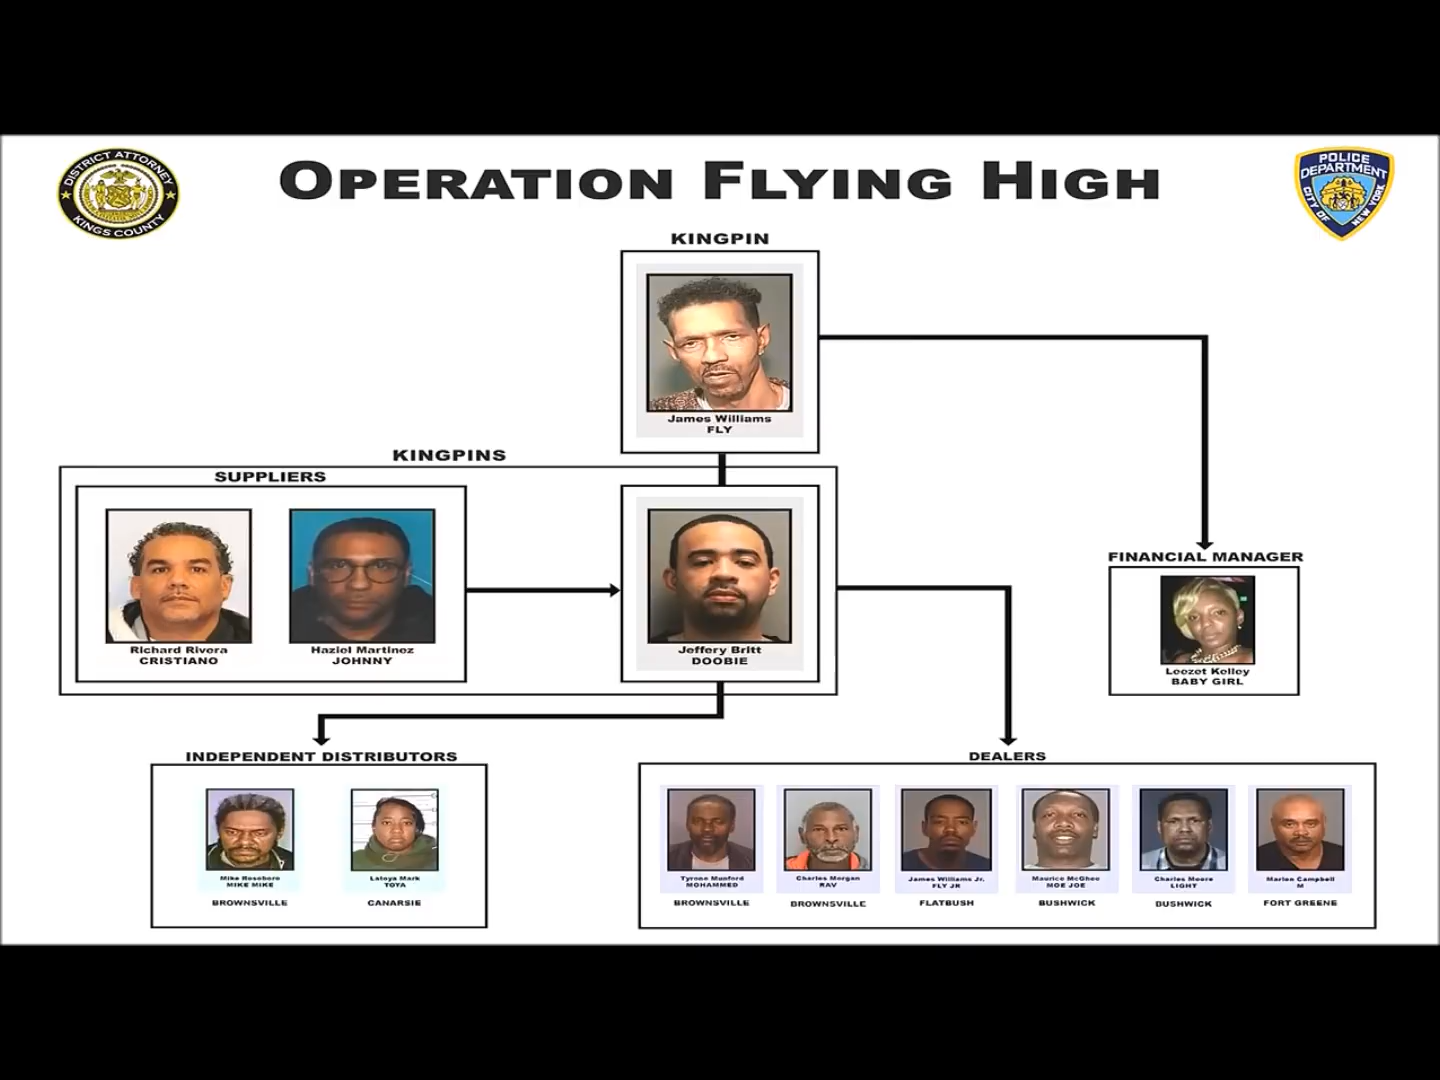 DISTRICT ATTORNEY
KINGS COUNTY
OPERATION FLYING HIGH
POLICE
DEPARTMENT
CITY OF
NEW YORK
KINGPIN
James Williams
FLY
KINGPINS
SUPPLIERS
Richard Rivera
CRISTIANO
Haziel Martinez
JOHNNY
Jeffery Britt
DOOBIE
FINANCIAL MANAGER
Leezet Kelley
BABY GIRL
INDEPENDENT DISTRIBUTORS
Mike Roseboro
MIKE MIKE
BROWNSVILLE
Latoya Mark
TOYA
CANARSIE
DEALERS
Tyrone Munford
MOHAMMED
BROWNSVILLE
Charles Morgan
RAV
BROWNSVILLE
James Williams Jr.
FLY JR
FLATBUSH
Maurice McGhee
MOE JOE
BUSHWICK
Charles Moore
LIGHT
BUSHWICK
Marlon Campbell
M
FORT GREENE